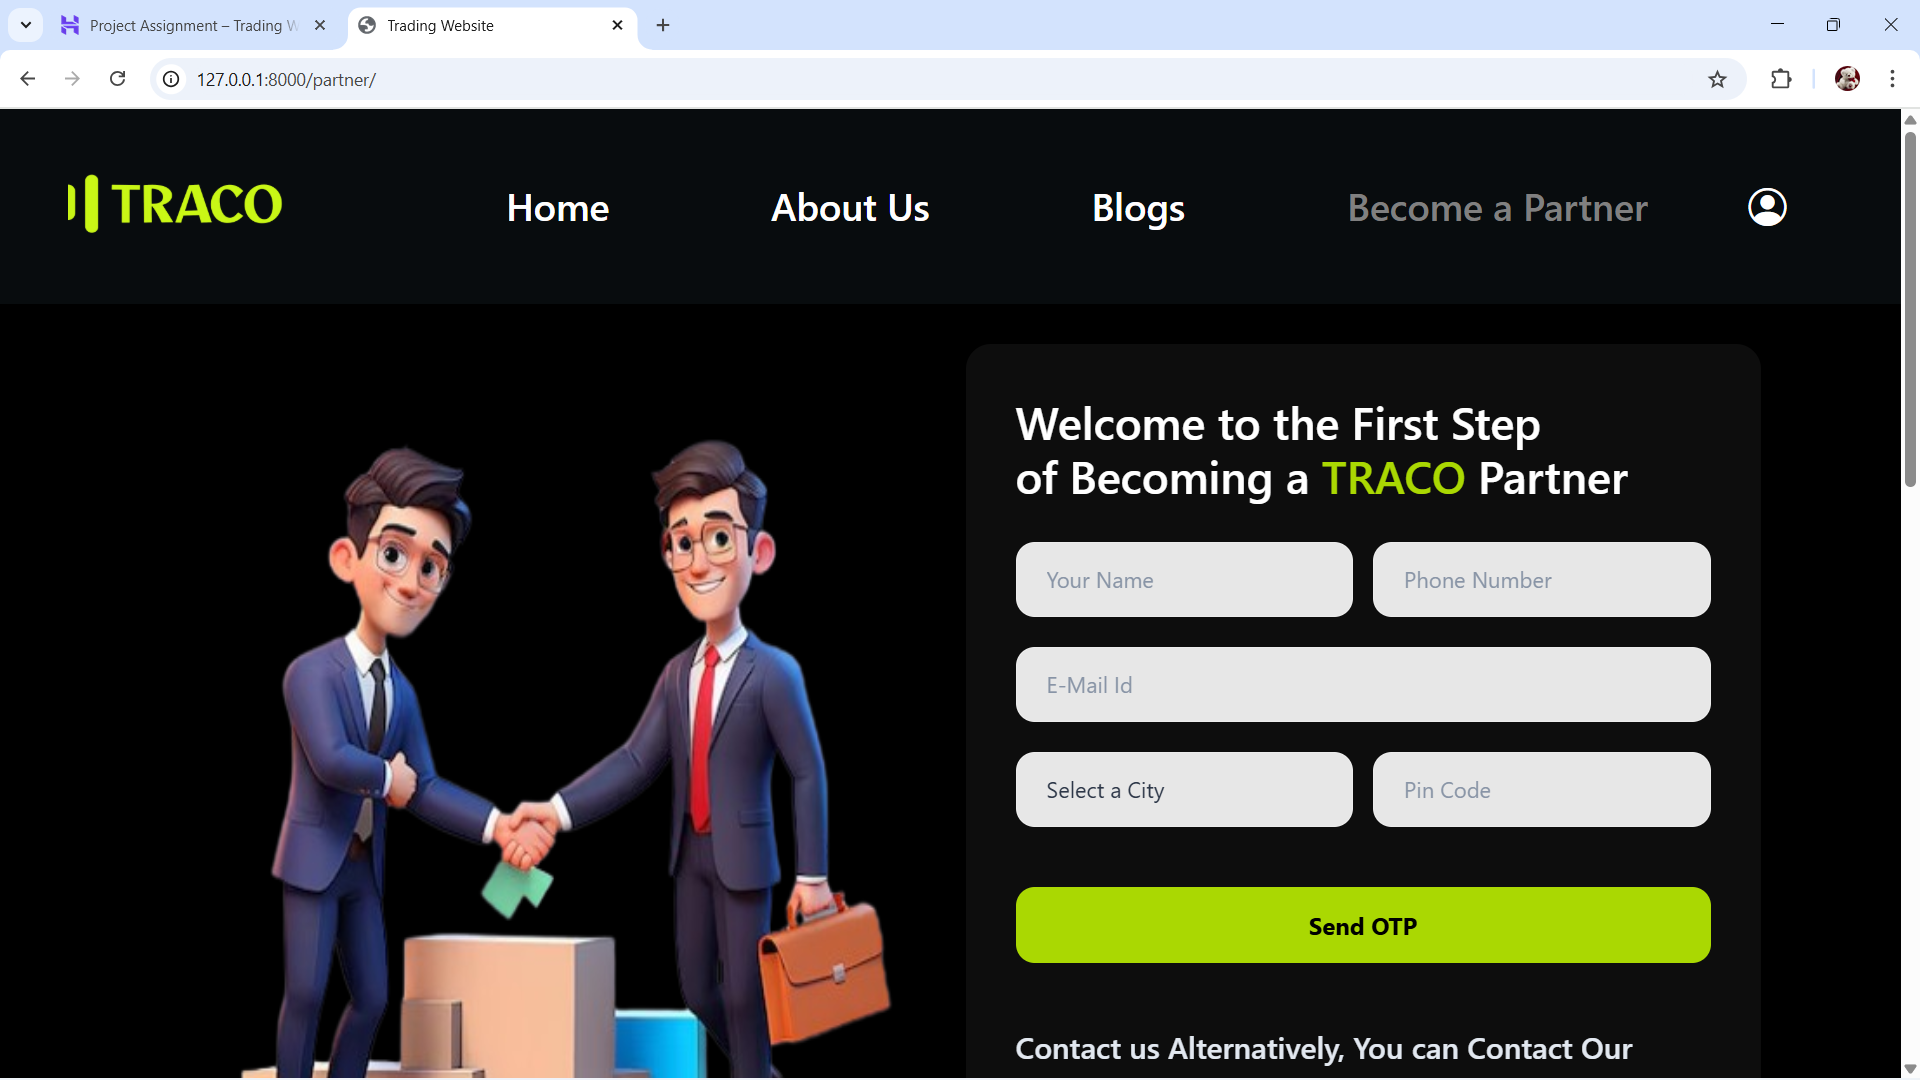 Project Assignment – Trading W
Trading Website
127.0.0.1:8000/partner/
TRACO
Home
About Us
Blogs
Become a Partner
Welcome to the First Step
of Becoming a TRACO Partner
Your Name
Phone Number
E-Mail Id
Select a City
Pin Code
Send OTP
Contact us Alternatively, You can Contact Our